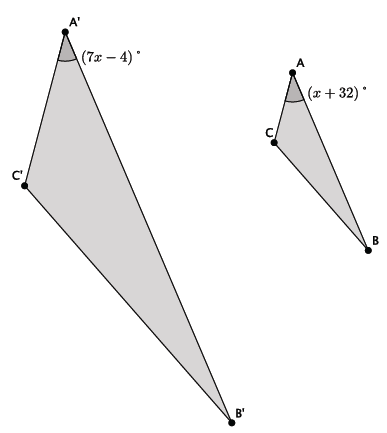 A'
(7x − 4)°
A
(x + 32)°
C
C'
B
B'